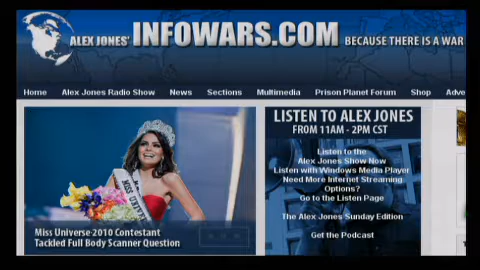 ALEX JONES' INFOWARS.COM BECAUSE THERE IS A WAR
Home Alex Jones Radio Show News Sections Multimedia Prison Planet Forum Shop Adve
LISTEN TO ALEX JONES
FROM 11AM - 2PM CST
Listen to the
Alex Jones Show Now
Listen with Windows Media Player
Need More Internet Streaming
Options?
Go to the Listen Page
The Alex Jones Sunday Edition
Get the Podcast
MISS UNIVERSE
Miss Universe 2010 Contestant
Tackled Full Body Scanner Question